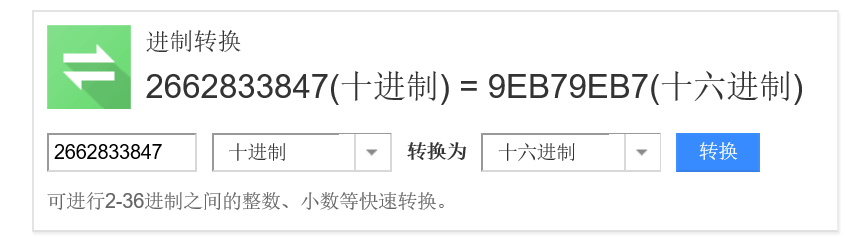 进制转换
2662833847(十进制) = 9EB79EB7(十六进制)
2662833847 十进制 转换为 十六进制 转换
可进行2-36进制之间的整数、小数等快速转换。